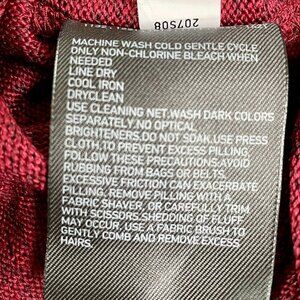 207S08
MACHINE WASH COLD GENTLE CYCLE
ONLY NON-CHLORINE BLEACH WHEN
NEEDED
LINE DRY
COOL IRON
DRYCLEAN
USE CLEANING NET.WASH DARK COLORS
SEPARATELY.NO OPTICAL
BRIGHTENERS.DO NOT SOAK.USE PRESS
CLOTH.TO PREVENT EXCESS PILLING,
FOLLOW THESE PRECAUTIONS.AVOID
RUBBING FROM BAGS OR BELTS.
EXCESSIVE FRICTION CAN EXACERBATE
PILLING. REMOVE PILLING WITH A
FABRIC SHAVER, OR CAREFULLY TRIM
WITH SCISSORS.SHEDDING OF FLUFF
MAY OCCUR. USE A FABRIC BRUSH TO
GENTLY COMB AND REMOVE EXCESS
HAIRS.